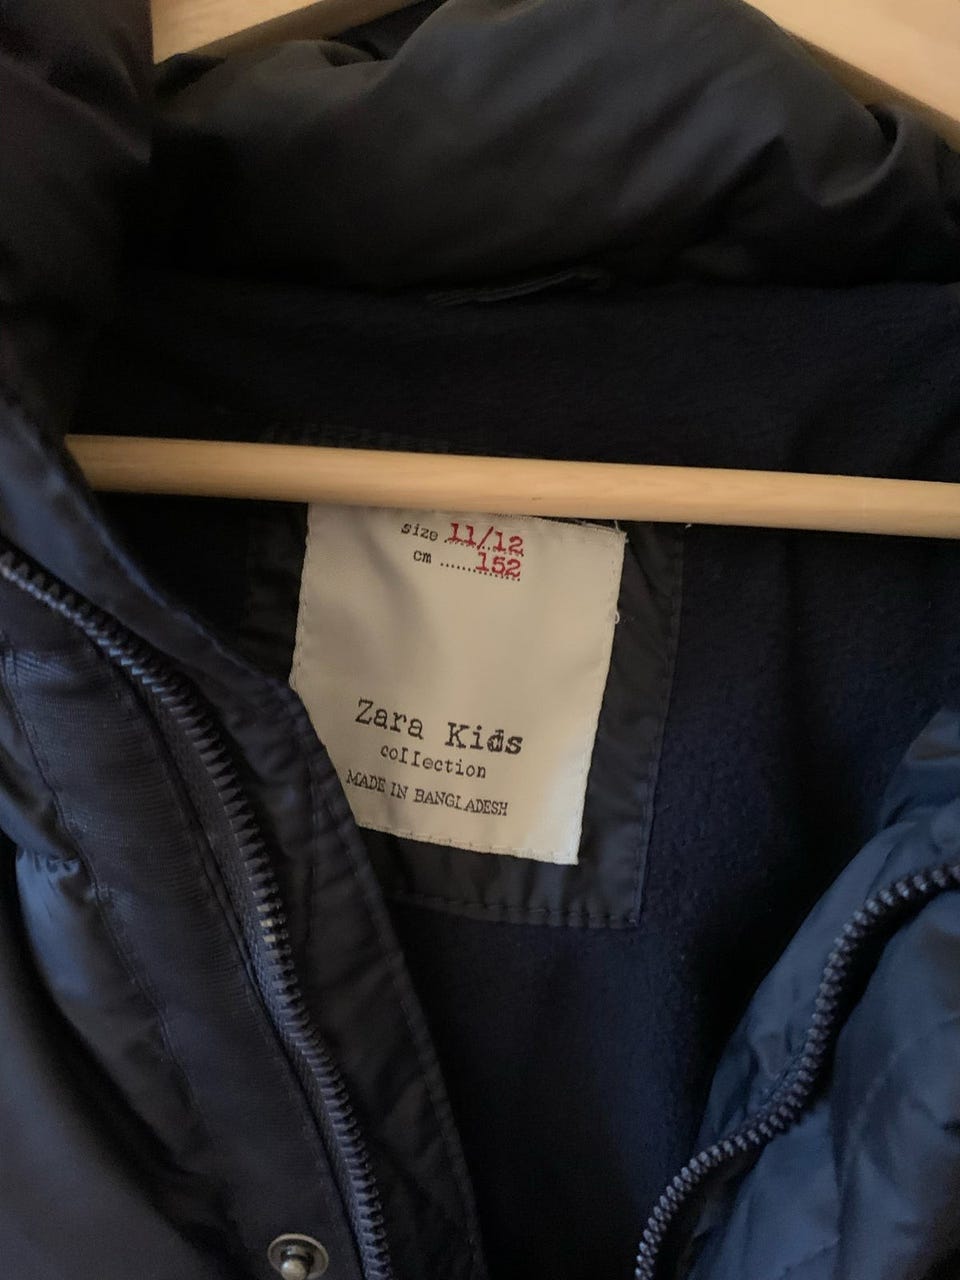 size 11/12
cm 152
Zara Kids
collection
MADE IN BANGLADESH